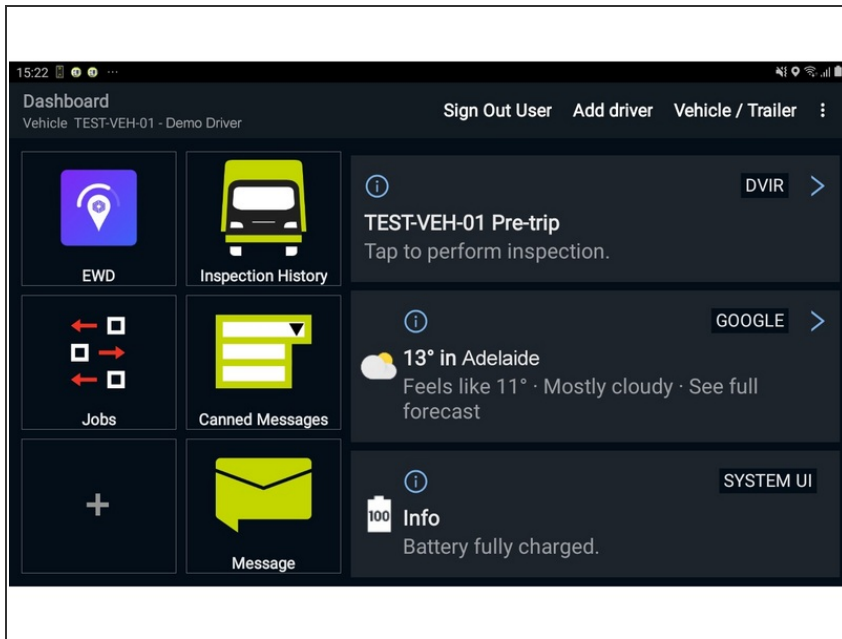 15:22
Dashboard
Vehicle TEST-VEH-01 - Demo Driver
Sign Out User Add driver Vehicle / Trailer
EWD
Inspection History
Jobs
Canned Messages
+
Message
DVIR
TEST-VEH-01 Pre-trip
Tap to perform inspection.
GOOGLE
13° in Adelaide
Feels like 11° · Mostly cloudy · See full
forecast
SYSTEM UI
100
Info
Battery fully charged.